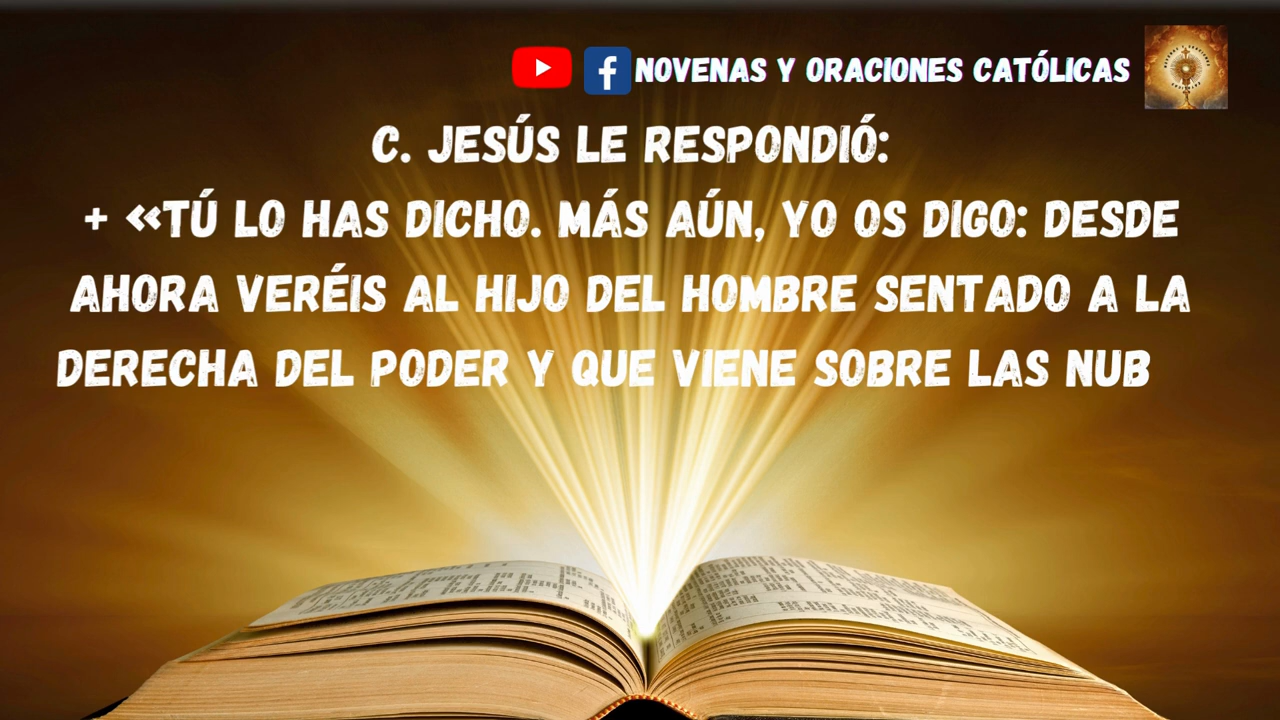 NOVENAS Y ORACIONES CATÓLICAS
C. JESÚS LE RESPONDIÓ:
+ «TÚ LO HAS DICHO. MÁS AÚN, YO OS DIGO: DESDE
AHORA VERÉIS AL HIJO DEL HOMBRE SENTADO A LA
DERECHA DEL PODER Y QUE VIENE SOBRE LAS NUB